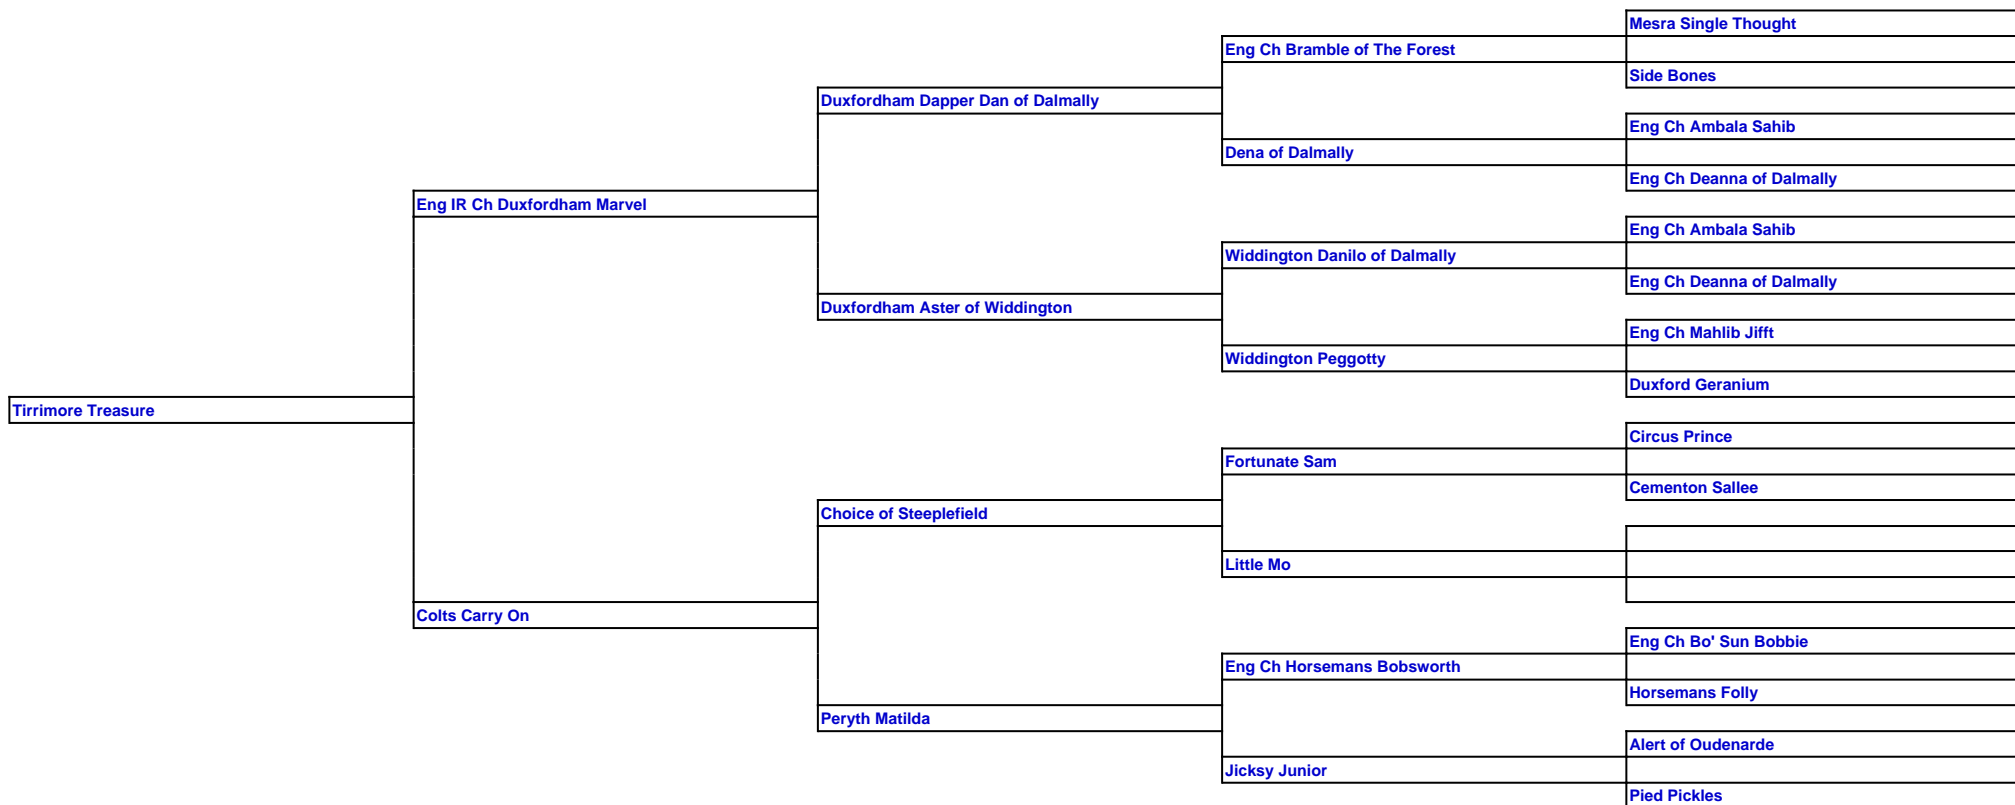 Mesra Single Thought
Eng Ch Bramble of The Forest
Side Bones
Duxfordham Dapper Dan of Dalmally
Eng Ch Ambala Sahib
Dena of Dalmally
Eng Ch Deanna of Dalmally
Eng IR Ch Duxfordham Marvel
Eng Ch Ambala Sahib
Widdington Danilo of Dalmally
Eng Ch Deanna of Dalmally
Duxfordham Aster of Widdington
Eng Ch Mahlib Jifft
Widdington Peggotty
Duxford Geranium
Tirrimore Treasure
Circus Prince
Fortunate Sam
Cementon Sallee
Choice of Steeplefield
Little Mo
Colts Carry On
Eng Ch Bo' Sun Bobbie
Eng Ch Horsemans Bobsworth
Horsemans Folly
Peryth Matilda
Alert of Oudenarde
Jicksy Junior
Pied Pickles